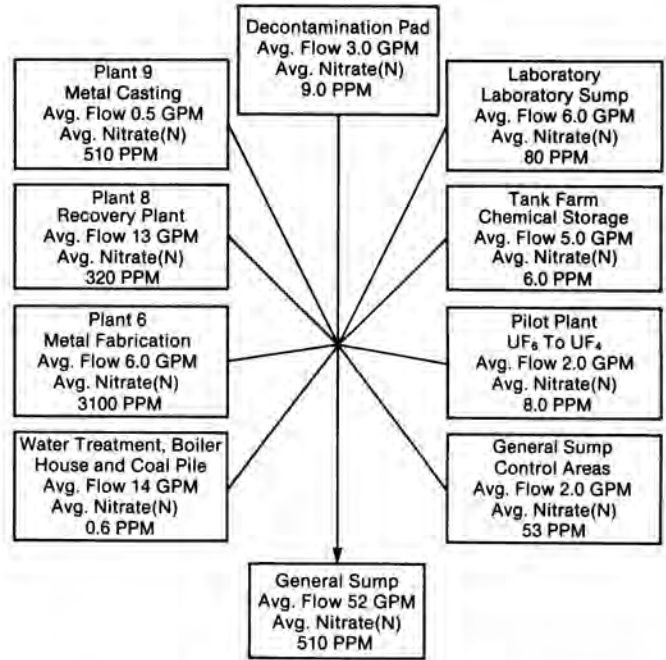 Decontamination Pad
Avg. Flow 3.0 GPM
Avg. Nitrate(N)
9.0 PPM
Plant 9
Metal Casting
Avg. Flow 0.5 GPM
Avg. Nitrate(N)
510 PPM
Laboratory
Laboratory Sump
Avg. Flow 6.0 GPM
Avg. Nitrate(N)
80 PPM
Plant 8
Recovery Plant
Avg. Flow 13 GPM
Avg. Nitrate(N)
320 PPM
Tank Farm
Chemical Storage
Avg. Flow 5.0 GPM
Avg. Nitrate(N)
6.0 PPM
Plant 6
Metal Fabrication
Avg. Flow 6.0 GPM
Avg. Nitrate(N)
3100 PPM
Pilot Plant
UF₆ To UF₄
Avg. Flow 2.0 GPM
Avg. Nitrate(N)
8.0 PPM
Water Treatment, Boiler
House and Coal Pile
Avg. Flow 14 GPM
Avg. Nitrate(N)
0.6 PPM
General Sump
Control Areas
Avg. Flow 2.0 GPM
Avg. Nitrate(N)
53 PPM
General Sump
Avg. Flow 52 GPM
Avg. Nitrate(N)
510 PPM